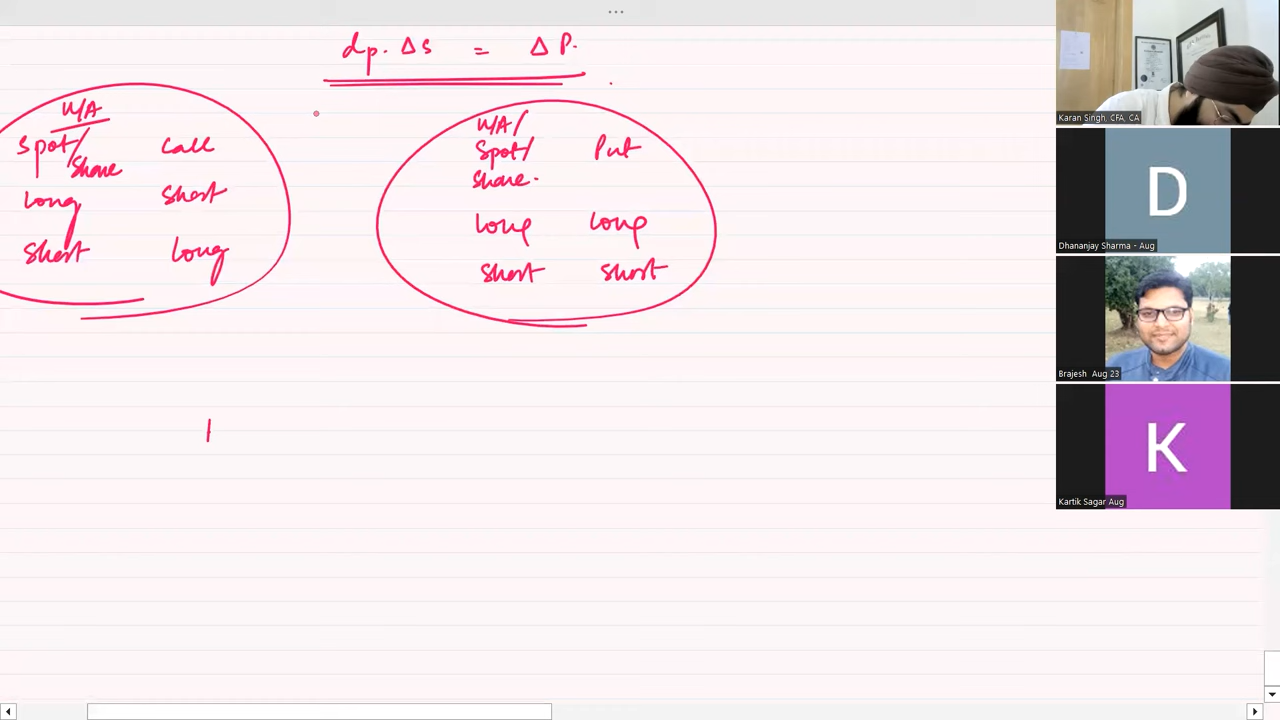 dp. Δs = Δ P.
U/A
Spot/ Share
Call
Long Short
Short Long
U/A/
Spot/
Share.
Put
Long Long
Short Short
Karan Singh, CFA, CA
D
Dhananjay Sharma - Aug
Brajesh Aug 23
K
Kartik Sagar Aug